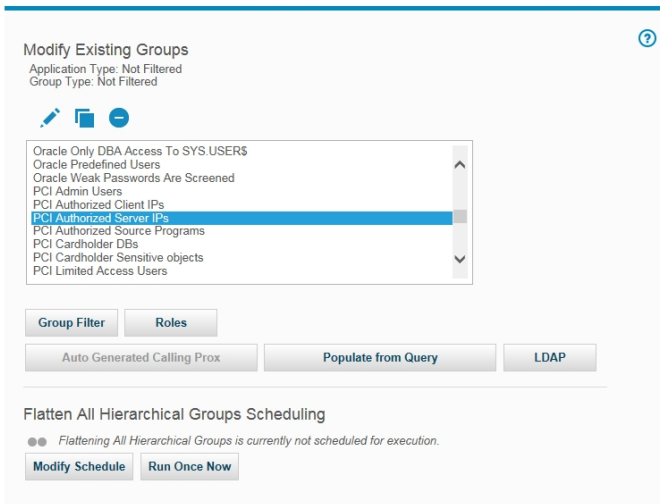 Modify Existing Groups
Application Type: Not Filtered
Group Type: Not Filtered
Oracle Only DBA Access To SYS.USER$
Oracle Predefined Users
Oracle Weak Passwords Are Screened
PCI Admin Users
PCI Authorized Client IPs
PCI Authorized Server IPs
PCI Authorized Source Programs
PCI Cardholder DBs
PCI Cardholder Sensitive objects
PCI Limited Access Users
Group Filter Roles
Auto Generated Calling Prox Populate from Query LDAP
Flatten All Hierarchical Groups Scheduling
Flattening All Hierarchical Groups is currently not scheduled for execution.
Modify Schedule Run Once Now